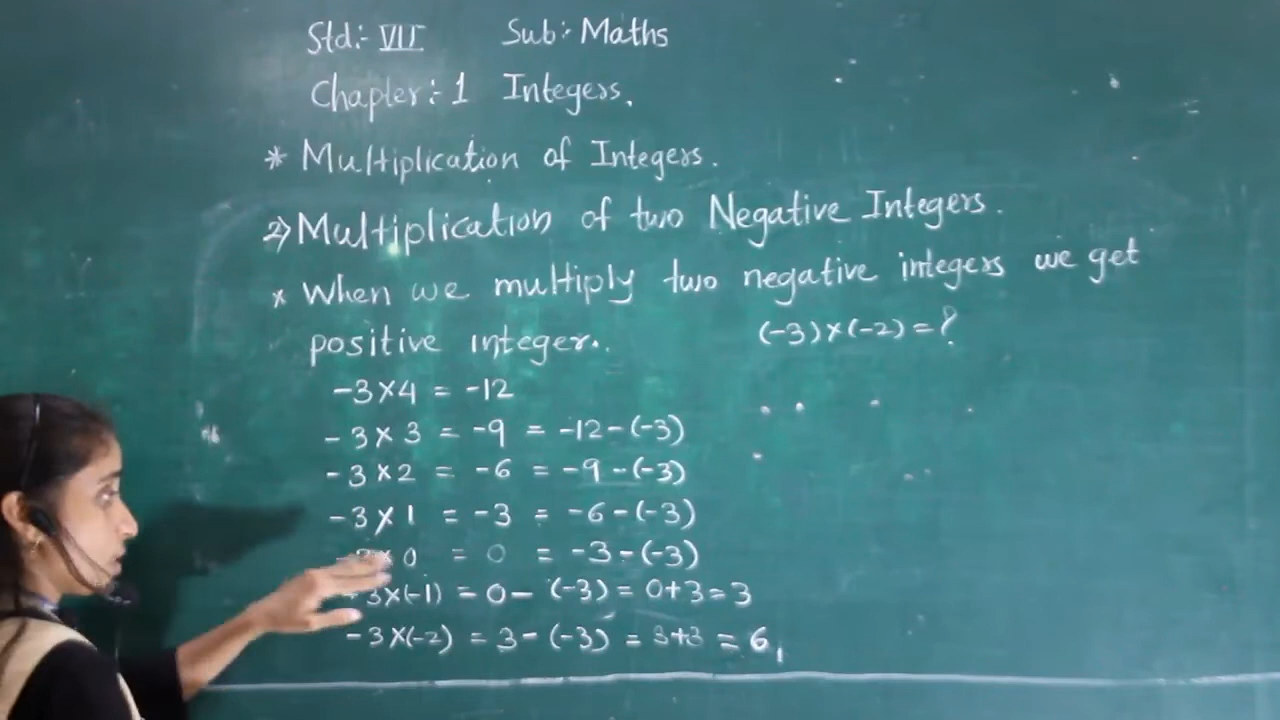 Std:- VII Sub:- Maths
Chapter:- 1 Integers.
* Multiplication of Integers.
2) Multiplication of two Negative Integers.
* When we multiply two negative integers we get
positive integer. (-3)×(-2)=?
-3×4 = -12
-3×3 = -9 = -12-(-3)
-3×2 = -6 = -9-(-3)
-3×1 = -3 = -6-(-3)
-3×0 = 0 = -3-(-3)
-3×(-1) = 0-(-3) = 0+3=3
-3×(-2) = 3-(-3) = 3+3 = 6